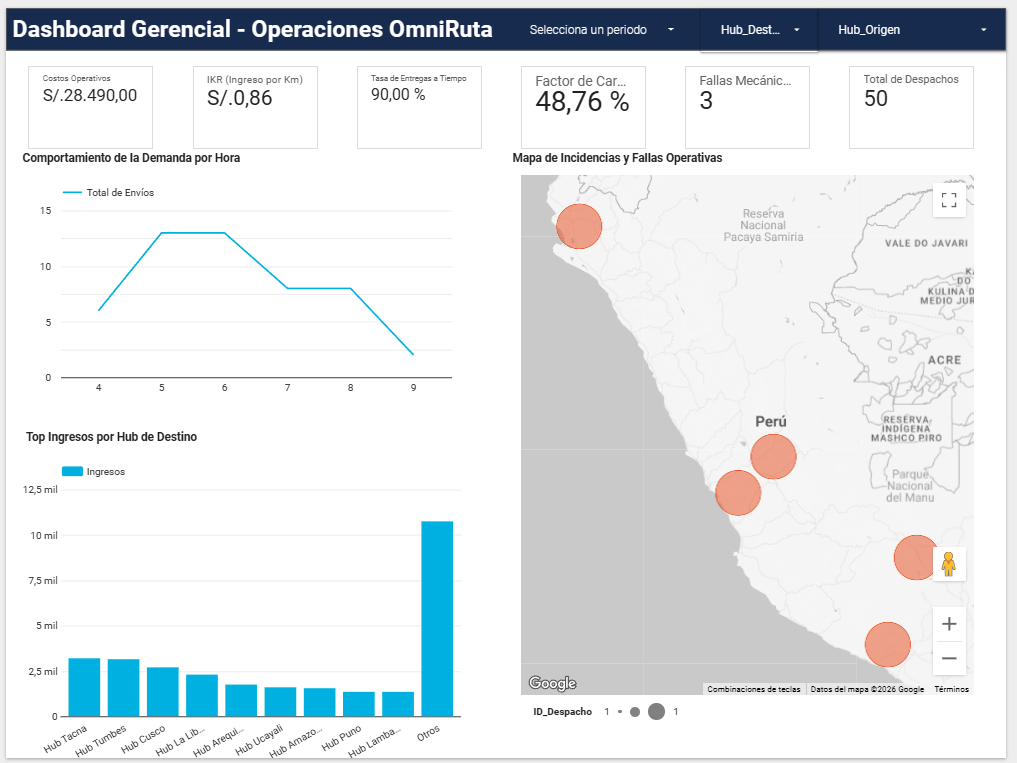 Dashboard Gerencial - Operaciones OmniRuta
Selecciona un periodo
Hub_Dest...
Hub_Origen
Costos Operativos
S/.28.490,00
IKR (Ingreso por Km)
S/.0,86
Tasa de Entregas a Tiempo
90,00 %
Factor de Car...
48,76 %
Fallas Mecánic...
3
Total de Despachos
50
Comportamiento de la Demanda por Hora
Total de Envíos
15
10
5
0
4
5
6
7
8
9
Top Ingresos por Hub de Destino
Ingresos
12,5 mil
10 mil
7,5 mil
5 mil
2,5 mil
0
Hub Tacna
Hub Tumbes
Hub Cusco
Hub La Lib...
Hub Arequi...
Hub Ucayali
Hub Amazo...
Hub Puno
Hub Lamba...
Otros
Mapa de Incidencias y Fallas Operativas
Reserva
Nacional
Pacaya Samiria
VALE DO JAVARI
K
DO
KULINA D
MEDIO JUR
ACRE
Perú
RESERVA
INDÍGENA
MASHCO PIRO
Parque
Nacional
del Manu
Google
Combinaciones de teclas
Datos del mapa ©2026 Google
Términos
ID_Despacho
1
1